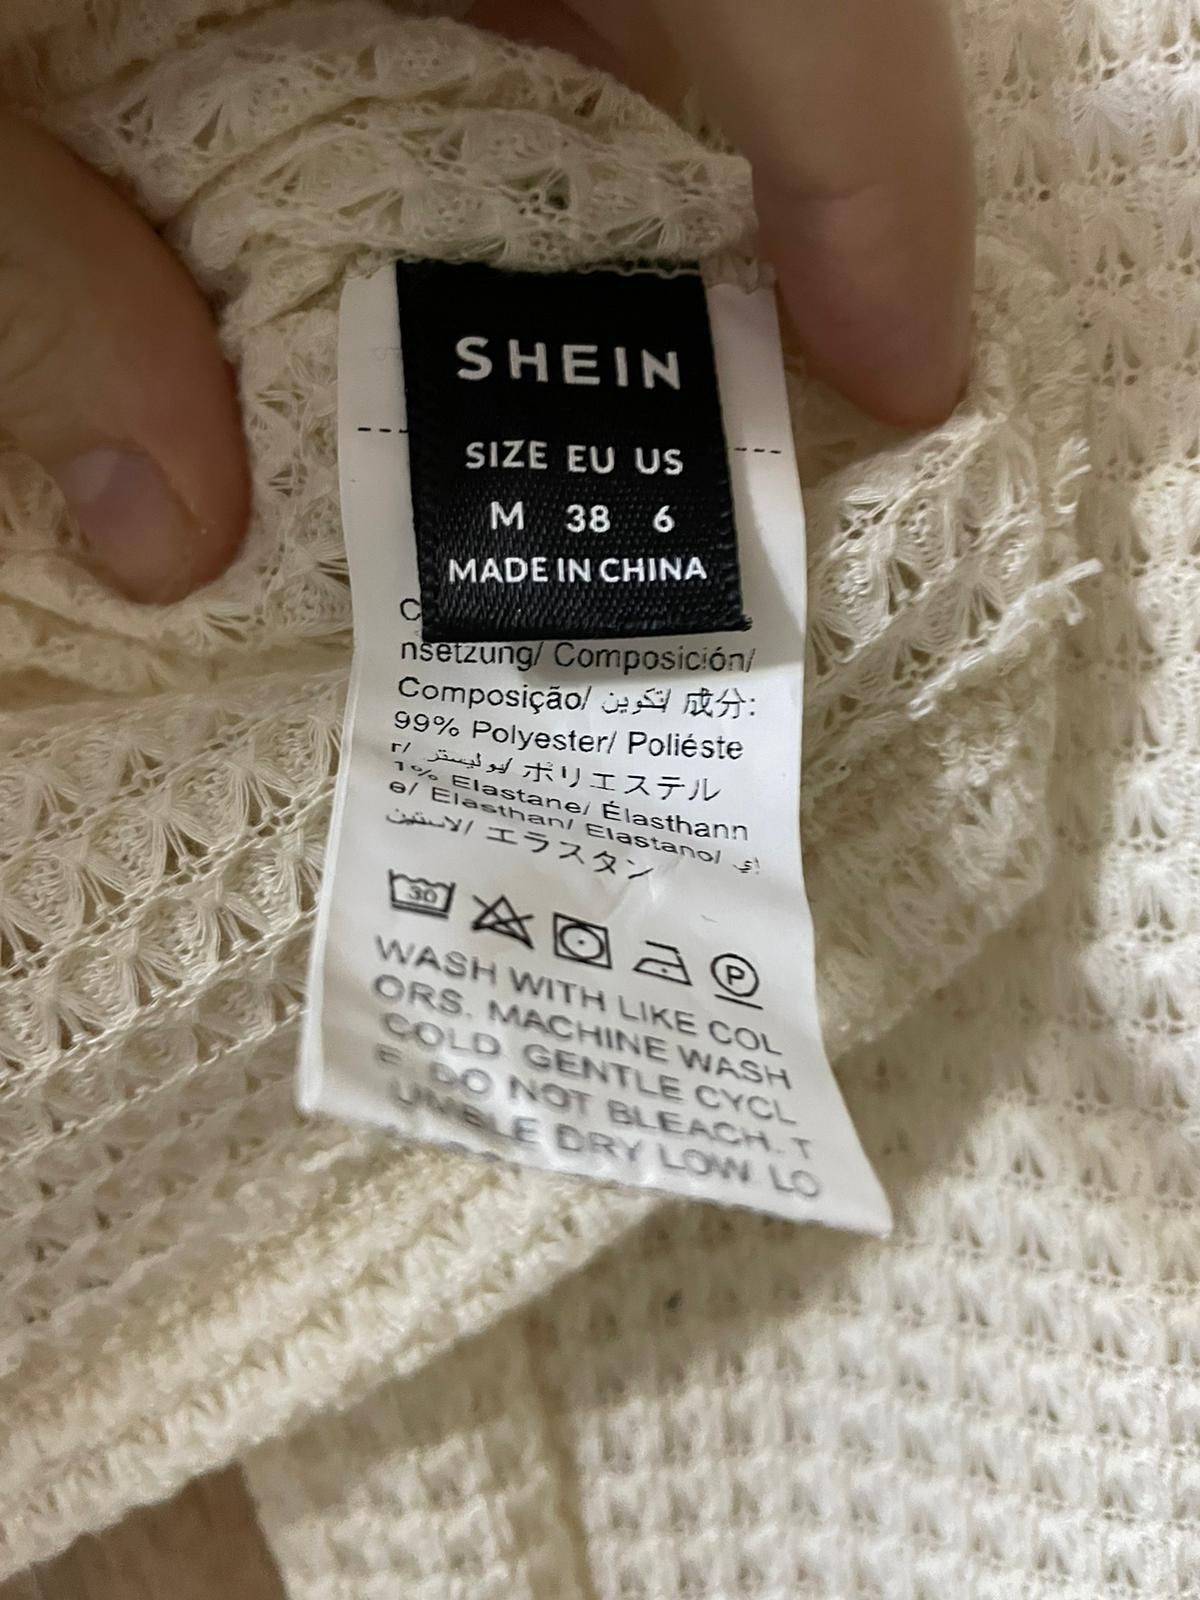 SHEIN
SIZE EU US
M 38 6
MADE IN CHINA
nsetzung/ Composición/
Composição/ تكوين/ 成分:
99% Polyester/ Poliéste
r/ بوليستر/ ポリエステル
1% Elastane/ Élasthann
e/ Elasthan/ Elastano/ إي
لاستين/ エラスタン
30
P
WASH WITH LIKE COL
ORS. MACHINE WASH
COLD. GENTLE CYCL
E. DO NOT BLEACH. T
UMBLE DRY LOW. LO